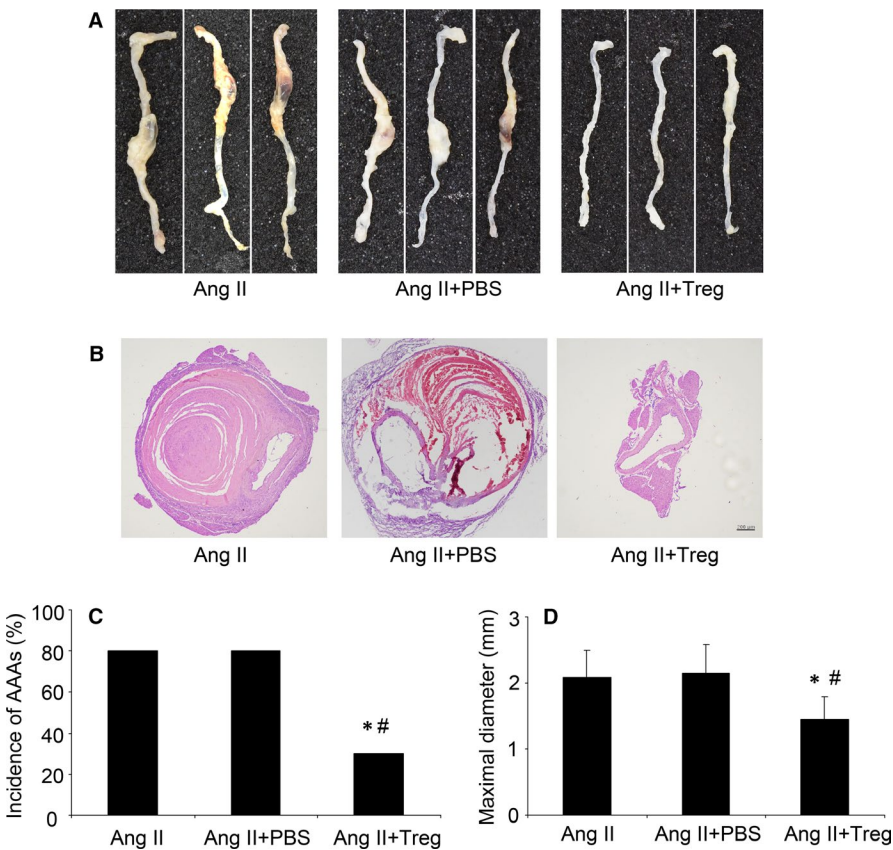 A
Ang II
Ang II+PBS
Ang II+Treg
B
Ang II
Ang II+PBS
Ang II+Treg
C
Incidence of AAAs (%)
100
80
60
40
20
0
* #
Ang II
Ang II+PBS
Ang II+Treg
D
Maximal diameter (mm)
3
2
1
0
* #
Ang II
Ang II+PBS
Ang II+Treg